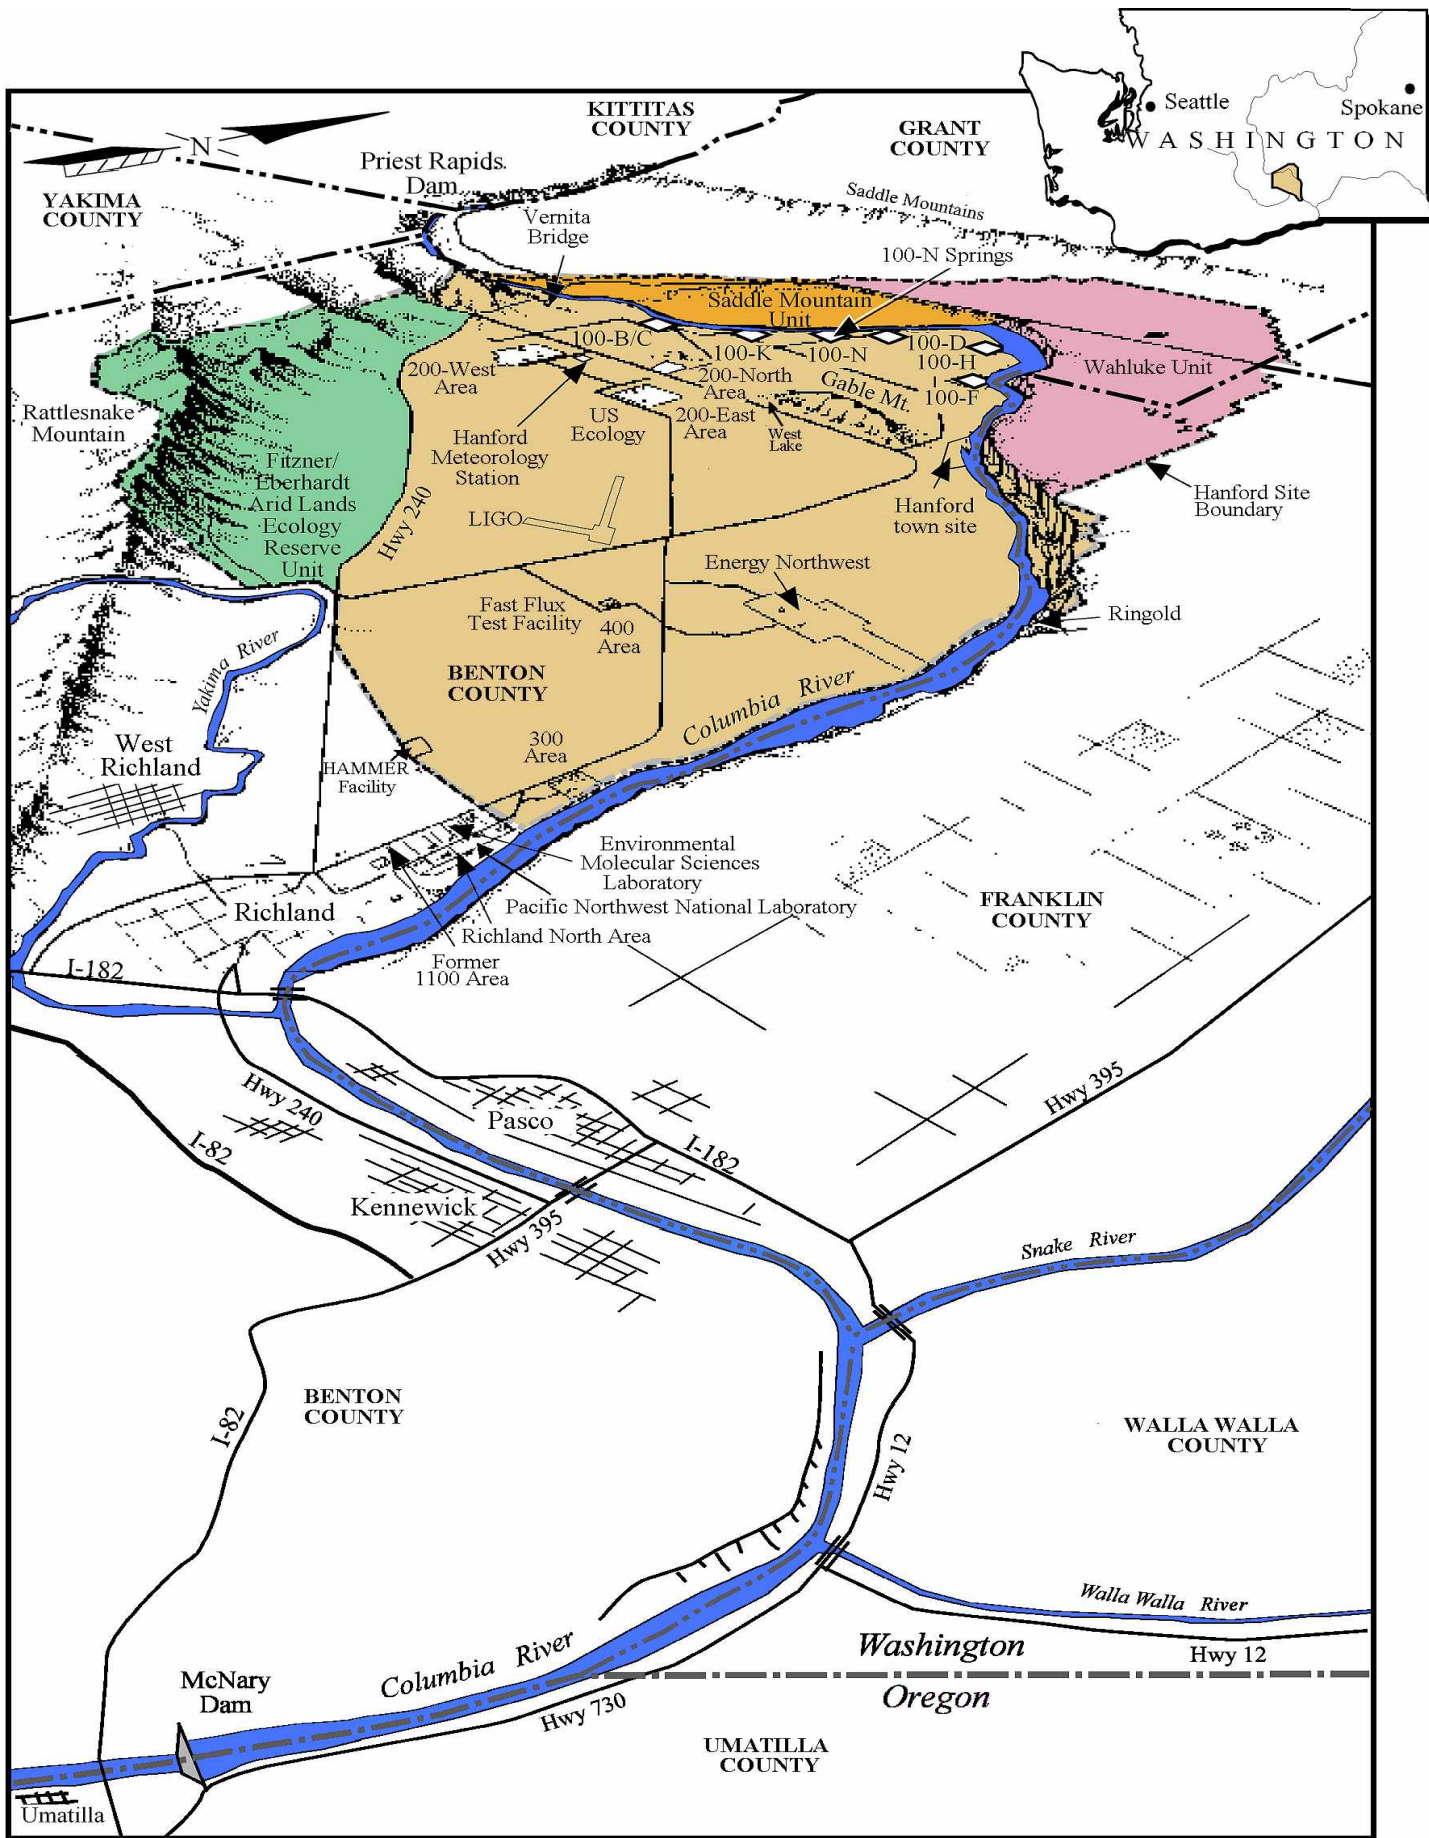 Seattle
Spokane
WASHINGTON
KITTITAS
COUNTY
GRANT
COUNTY
N
Priest Rapids
Dam
YAKIMA
COUNTY
Saddle Mountains
Vernita
Bridge
100-N Springs
Saddle Mountain
Unit
100-B/C
100-K
100-N
100-D
100-H
100-F
Wahluke Unit
200-West
Area
200-North
Area
Gable Mt.
US
Ecology
200-East
Area
West
Lake
Rattlesnake
Mountain
Hanford
Meteorology
Station
Fitzner/
Eberhardt
Arid Lands
Ecology
Reserve
Unit
Hwy 240
LIGO
Hanford
town site
Hanford Site
Boundary
Energy Northwest
Fast Flux
Test Facility
400
Area
Ringold
Yakima River
BENTON
COUNTY
Columbia River
West
Richland
300
Area
HAMMER
Facility
Environmental
Molecular Sciences
Laboratory
Pacific Northwest National Laboratory
Richland
Richland North Area
Former
1100 Area
FRANKLIN
COUNTY
I-182
Hwy 395
Hwy 240
Pasco
I-82
I-182
Kennewick
Hwy 395
Snake River
BENTON
COUNTY
I-82
WALLA WALLA
COUNTY
Hwy 12
Walla Walla River
Columbia River
Washington
Hwy 12
McNary
Dam
Oregon
Hwy 730
UMATILLA
COUNTY
Umatilla